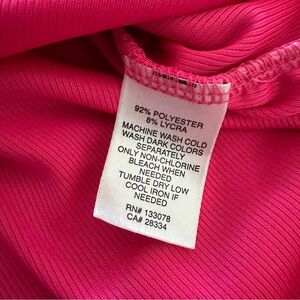 92% POLYESTER
8% LYCRA
MACHINE WASH COLD
WASH DARK COLORS
SEPARATELY
ONLY NON-CHLORINE
BLEACH WHEN
NEEDED
TUMBLE DRY LOW
COOL IRON IF
NEEDED
RN# 133078
CA# 28334